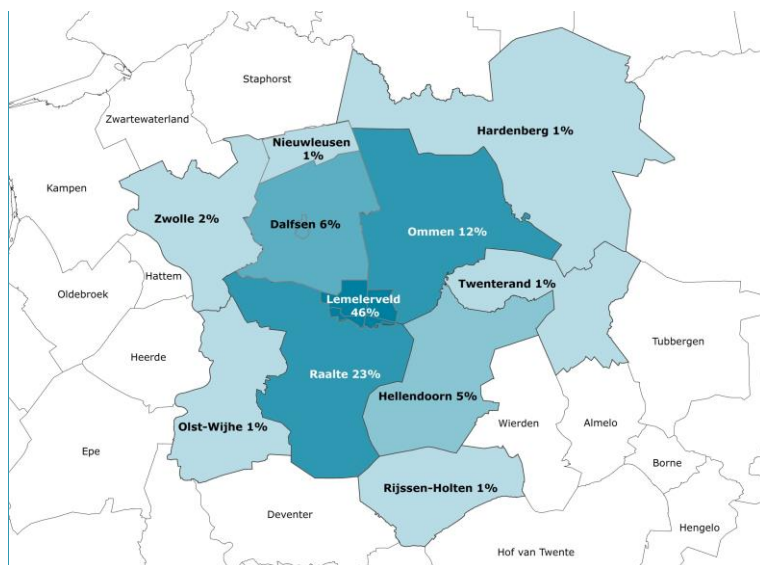 Staphorst
Zwartewaterland
Hardenberg 1%
Nieuwleusen
1%
Kampen
Zwolle 2%
Dalfsen 6%
Ommen 12%
Hattem
Twenterand 1%
Oldebroek
Lemelerveld
46%
Tubbergen
Heerde
Raalte 23%
Hellendoorn 5%
Wierden
Almelo
Olst-Wijhe 1%
Epe
Borne
Rijssen-Holten 1%
Deventer
Hengelo
Hof van Twente